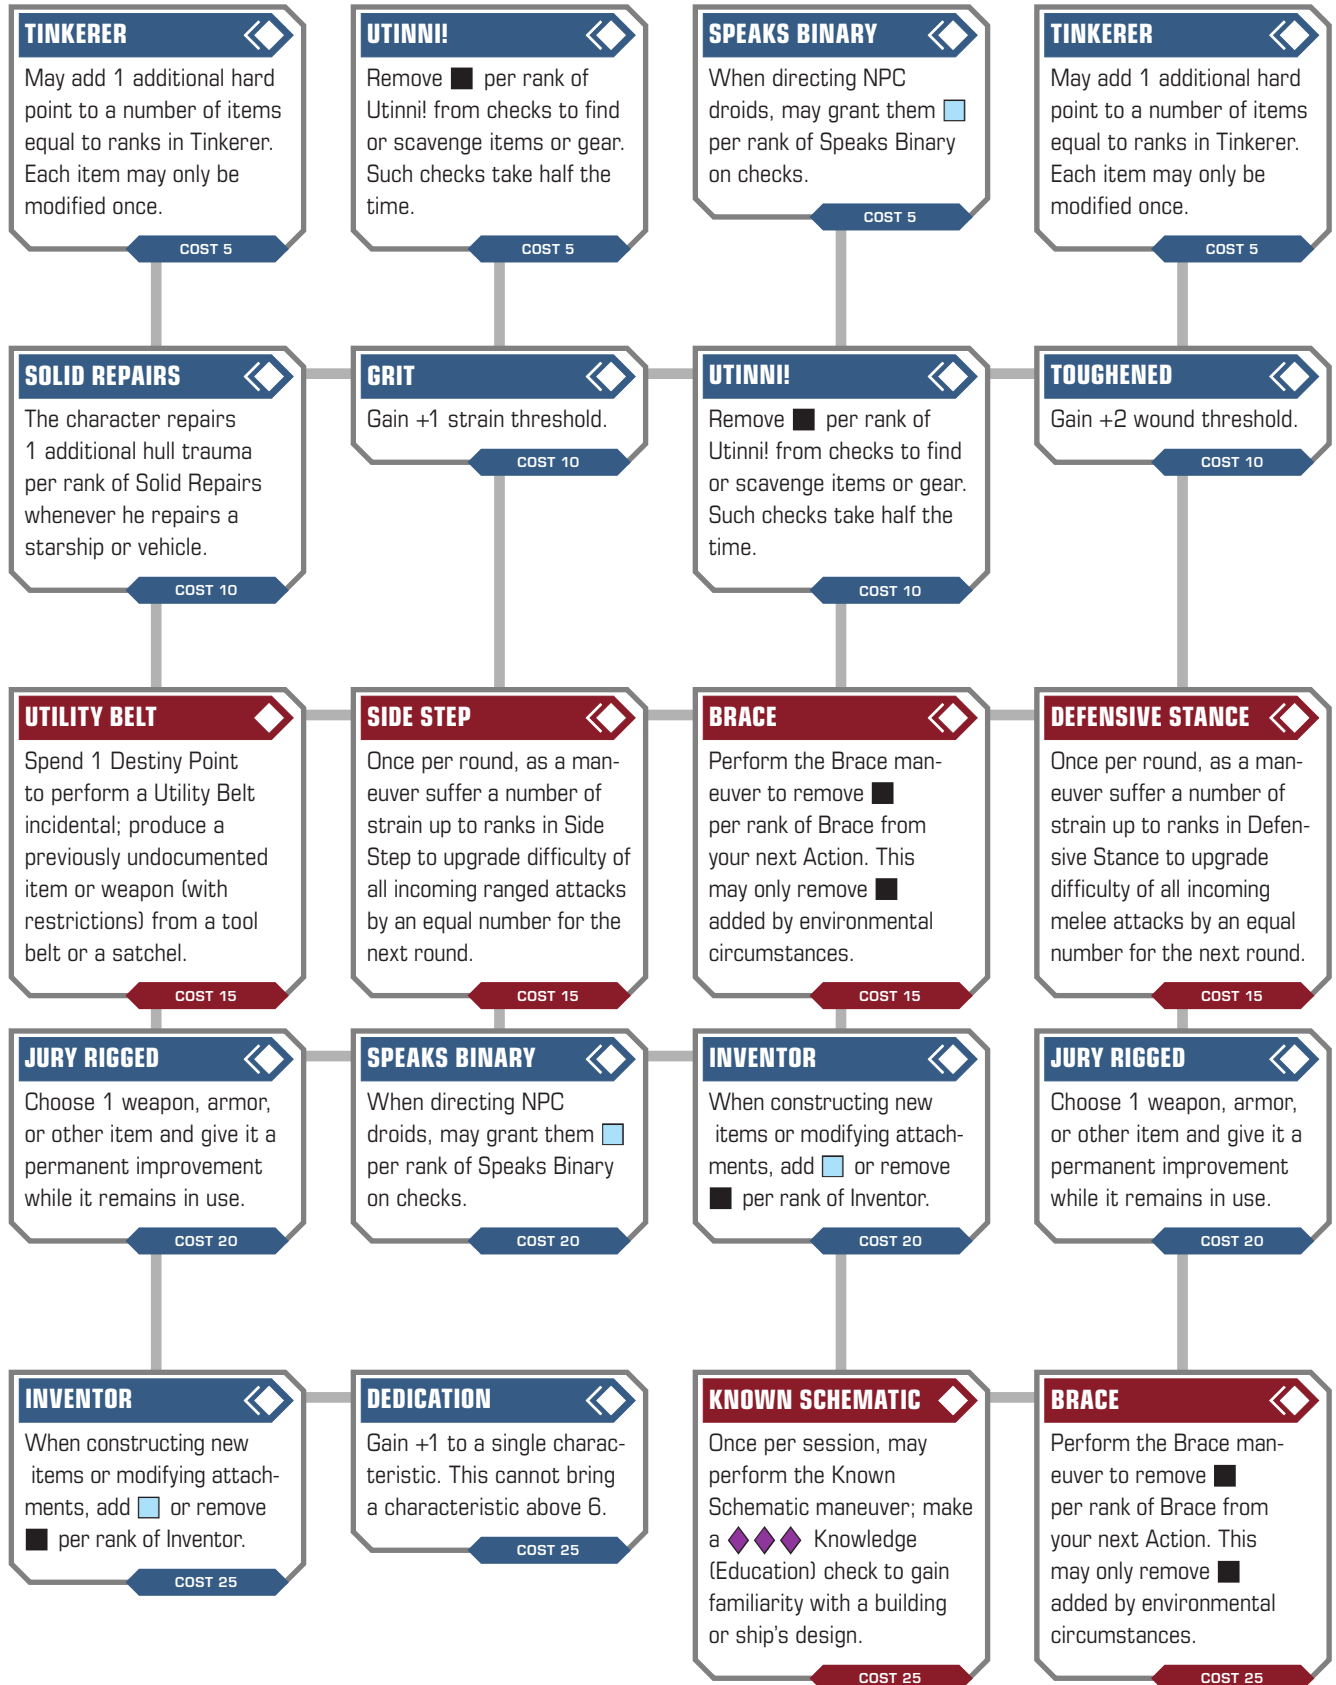 TINKERER
May add 1 additional hard
point to a number of items
equal to ranks in Tinkerer.
Each item may only be
modified once.
COST 5
UTINNI!
Remove per rank of
Utinni! from checks to find
or scavenge items or gear.
Such checks take half the
time.
COST 5
SPEAKS BINARY
When directing NPC
droids, may grant them
per rank of Speaks Binary
on checks.
COST 5
TINKERER
May add 1 additional hard
point to a number of items
equal to ranks in Tinkerer.
Each item may only be
modified once.
COST 5
SOLID REPAIRS
The character repairs
1 additional hull trauma
per rank of Solid Repairs
whenever he repairs a
starship or vehicle.
COST 10
GRIT
Gain +1 strain threshold.
COST 10
UTINNI!
Remove per rank of
Utinni! from checks to find
or scavenge items or gear.
Such checks take half the
time.
COST 10
TOUGHENED
Gain +2 wound threshold.
COST 10
UTILITY BELT
Spend 1 Destiny Point
to perform a Utility Belt
incidental; produce a
previously undocumented
item or weapon (with
restrictions) from a tool
belt or a satchel.
COST 15
SIDE STEP
Once per round, as a man-
euver suffer a number of
strain up to ranks in Side
Step to upgrade difficulty of
all incoming ranged attacks
by an equal number for the
next round.
COST 15
BRACE
Perform the Brace man-
euver to remove
per rank of Brace from
your next Action. This
may only remove
added by environmental
circumstances.
COST 15
DEFENSIVE STANCE
Once per round, as a man-
euver suffer a number of
strain up to ranks in Defen-
sive Stance to upgrade
difficulty of all incoming
melee attacks by an equal
number for the next round.
COST 15
JURY RIGGED
Choose 1 weapon, armor,
or other item and give it a
permanent improvement
while it remains in use.
COST 20
SPEAKS BINARY
When directing NPC
droids, may grant them
per rank of Speaks Binary
on checks.
COST 20
INVENTOR
When constructing new
items or modifying attach-
ments, add or remove
per rank of Inventor.
COST 20
JURY RIGGED
Choose 1 weapon, armor,
or other item and give it a
permanent improvement
while it remains in use.
COST 20
INVENTOR
When constructing new
items or modifying attach-
ments, add or remove
per rank of Inventor.
COST 25
DEDICATION
Gain +1 to a single charac-
teristic. This cannot bring
a characteristic above 6.
COST 25
KNOWN SCHEMATIC
Once per session, may
perform the Known
Schematic maneuver; make
a Knowledge
(Education) check to gain
familiarity with a building
or ship's design.
COST 25
BRACE
Perform the Brace man-
euver to remove
per rank of Brace from
your next Action. This
may only remove
added by environmental
circumstances.
COST 25